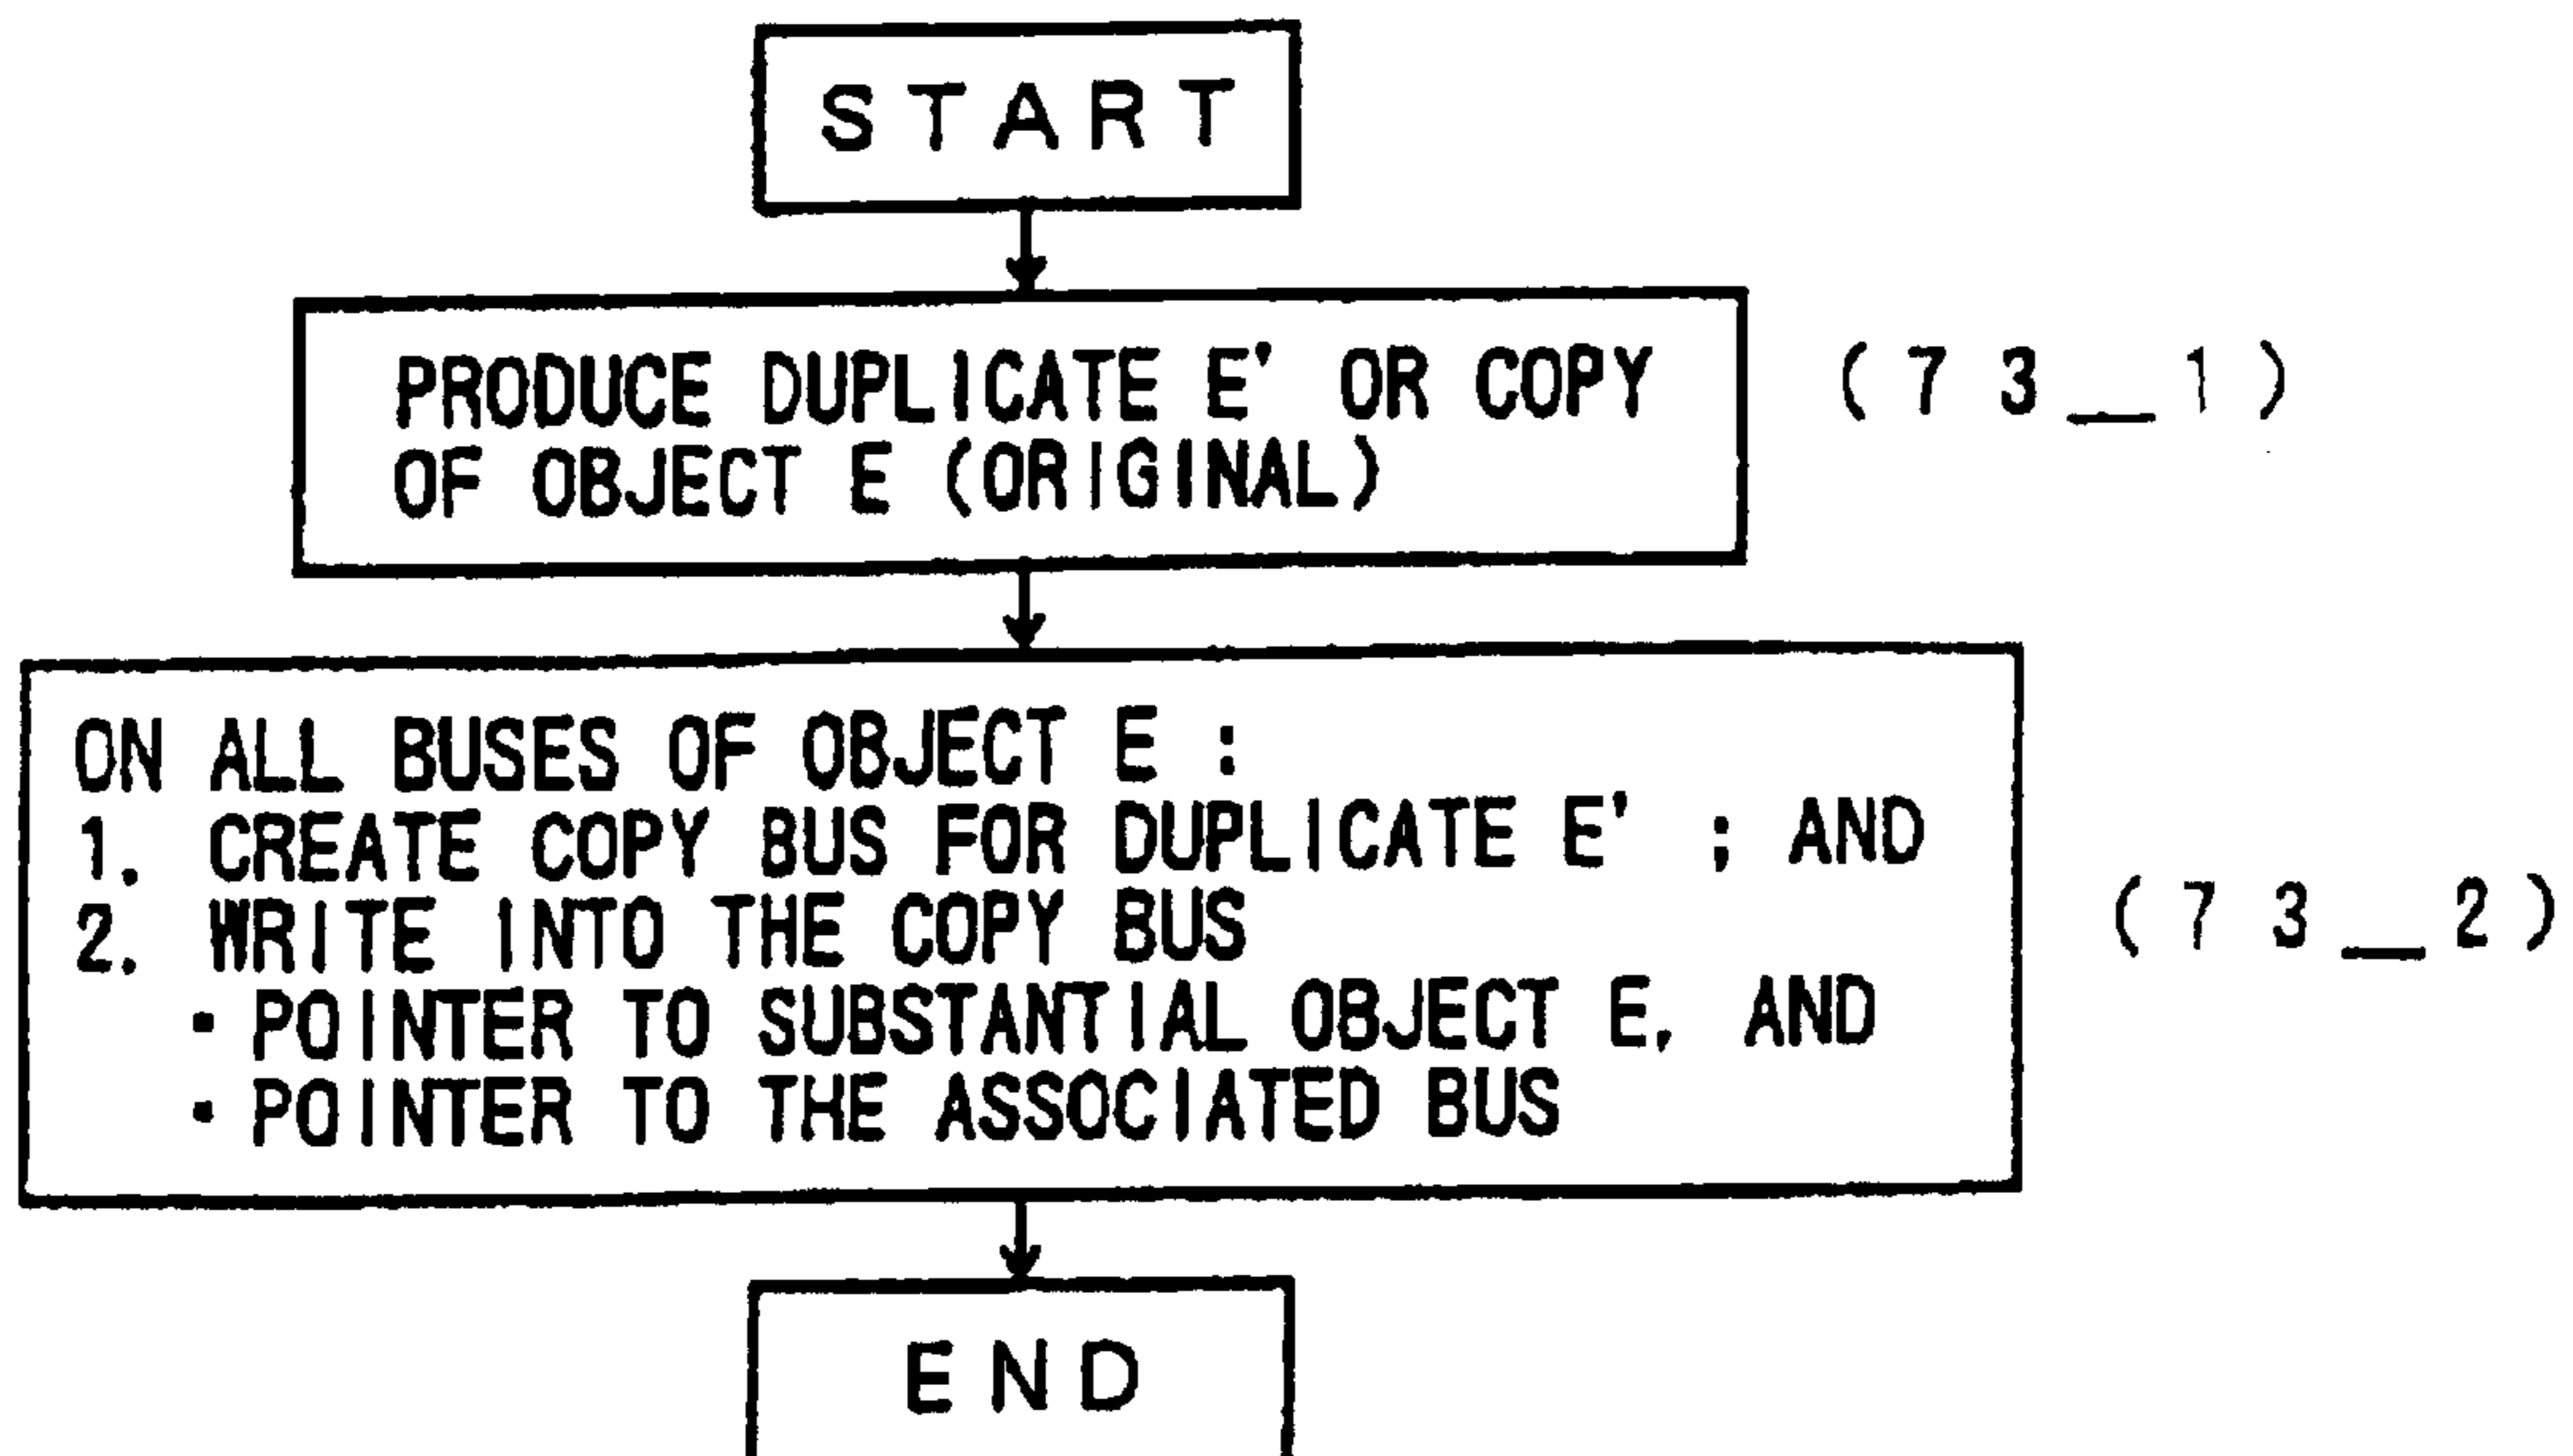 START
PRODUCE DUPLICATE E' OR COPY
OF OBJECT E (ORIGINAL)
(73_1)
ON ALL BUSES OF OBJECT E :
1. CREATE COPY BUS FOR DUPLICATE E' ; AND
2. WRITE INTO THE COPY BUS
・POINTER TO SUBSTANTIAL OBJECT E, AND
・POINTER TO THE ASSOCIATED BUS
(73_2)
END